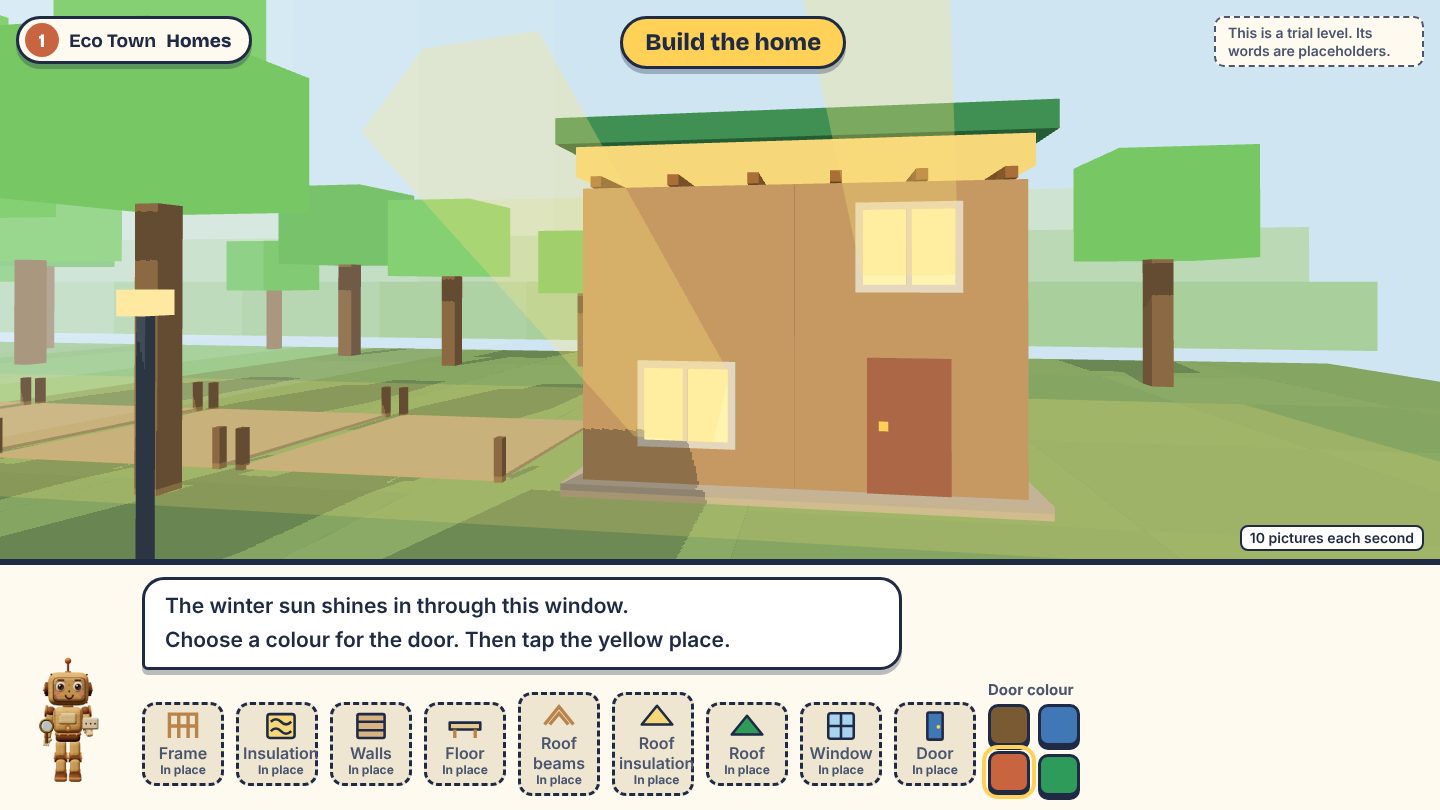 1 Eco Town Homes
Build the home
This is a trial level. Its
words are placeholders.
10 pictures each second
The winter sun shines in through this window.
Choose a colour for the door. Then tap the yellow place.
Door colour
Frame
In place
Insulation
In place
Walls
In place
Floor
In place
Roof
beams
In place
Roof
insulation
In place
Roof
In place
Window
In place
Door
In place